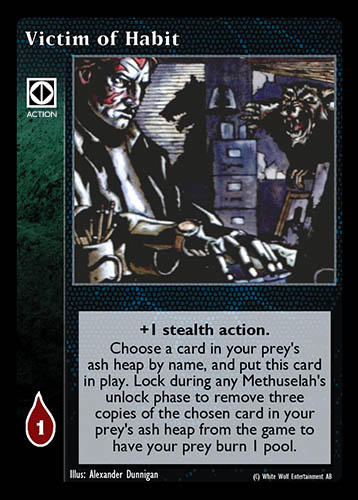 Victim of Habit
ACTION
+1 stealth action.
Choose a card in your prey's
ash heap by name, and put this card
in play. Lock during any Methuselah's
unlock phase to remove three
copies of the chosen card in your
prey's ash heap from the game to
have your prey burn 1 pool.
1
Illus: Alexander Dunnigan
(C) White Wolf Entertainment AB